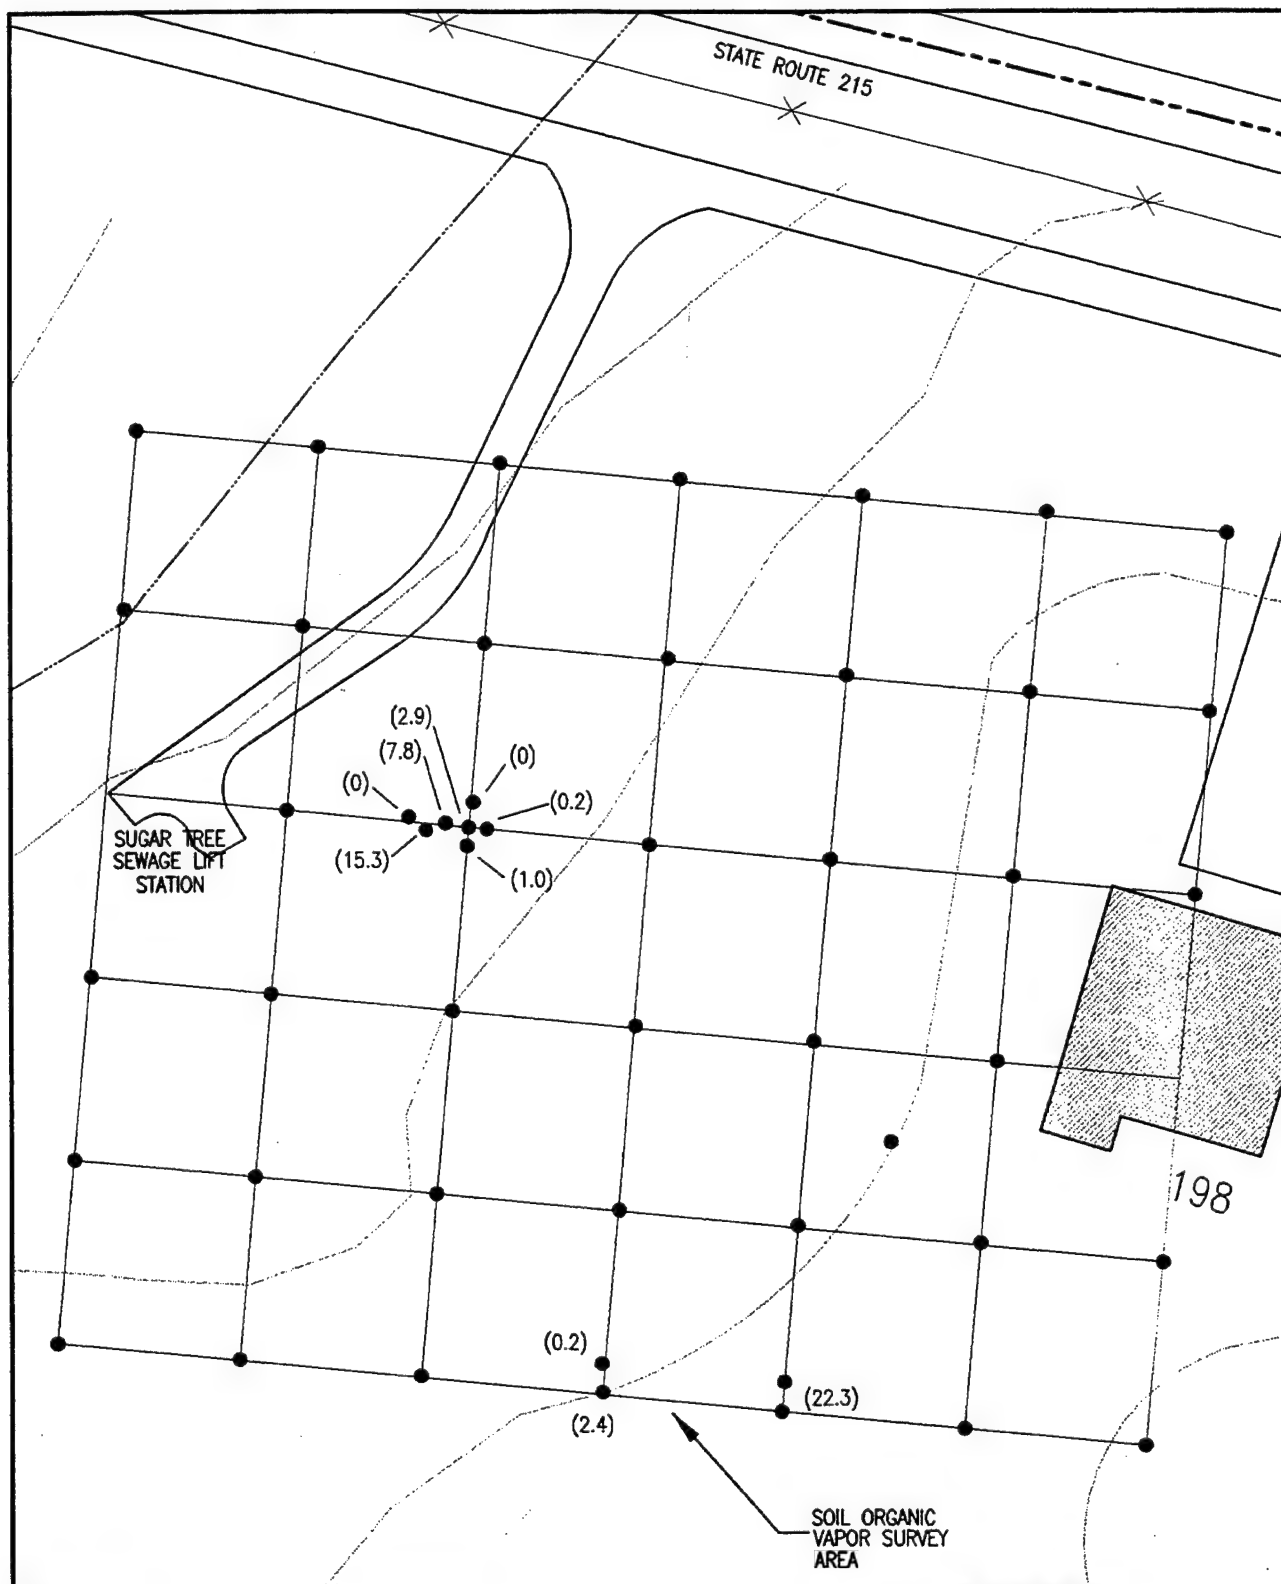 STATE ROUTE 215
(2.9)
(7.8)
(0)
(0)
(0.2)
(15.3)
(1.0)
SUGAR TREE
SEWAGE LIFT
STATION
198
(0.2)
(22.3)
(2.4)
SOIL ORGANIC
VAPOR SURVEY
AREA